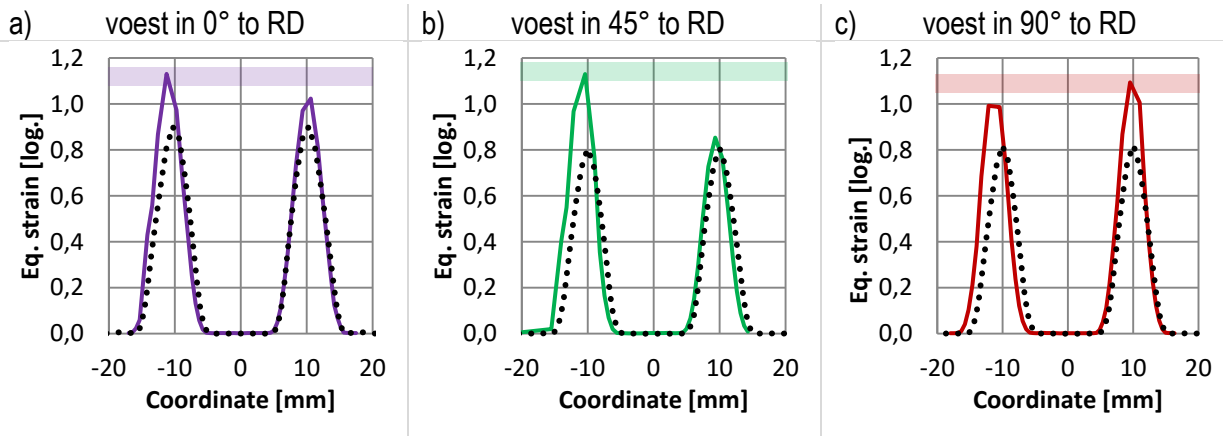 a) voest in 0° to RD
Eq. strain [log.]
1,2
1,0
0,8
0,6
0,4
0,2
0,0
-20 -10 0 10 20
Coordinate [mm]
b) voest in 45° to RD
Eq. strain [log.]
1,2
1,0
0,8
0,6
0,4
0,2
0,0
-20 -10 0 10 20
Coordinate [mm]
c) voest in 90° to RD
Eq. strain [log.]
1,2
1,0
0,8
0,6
0,4
0,2
0,0
-20 -10 0 10 20
Coordinate [mm]